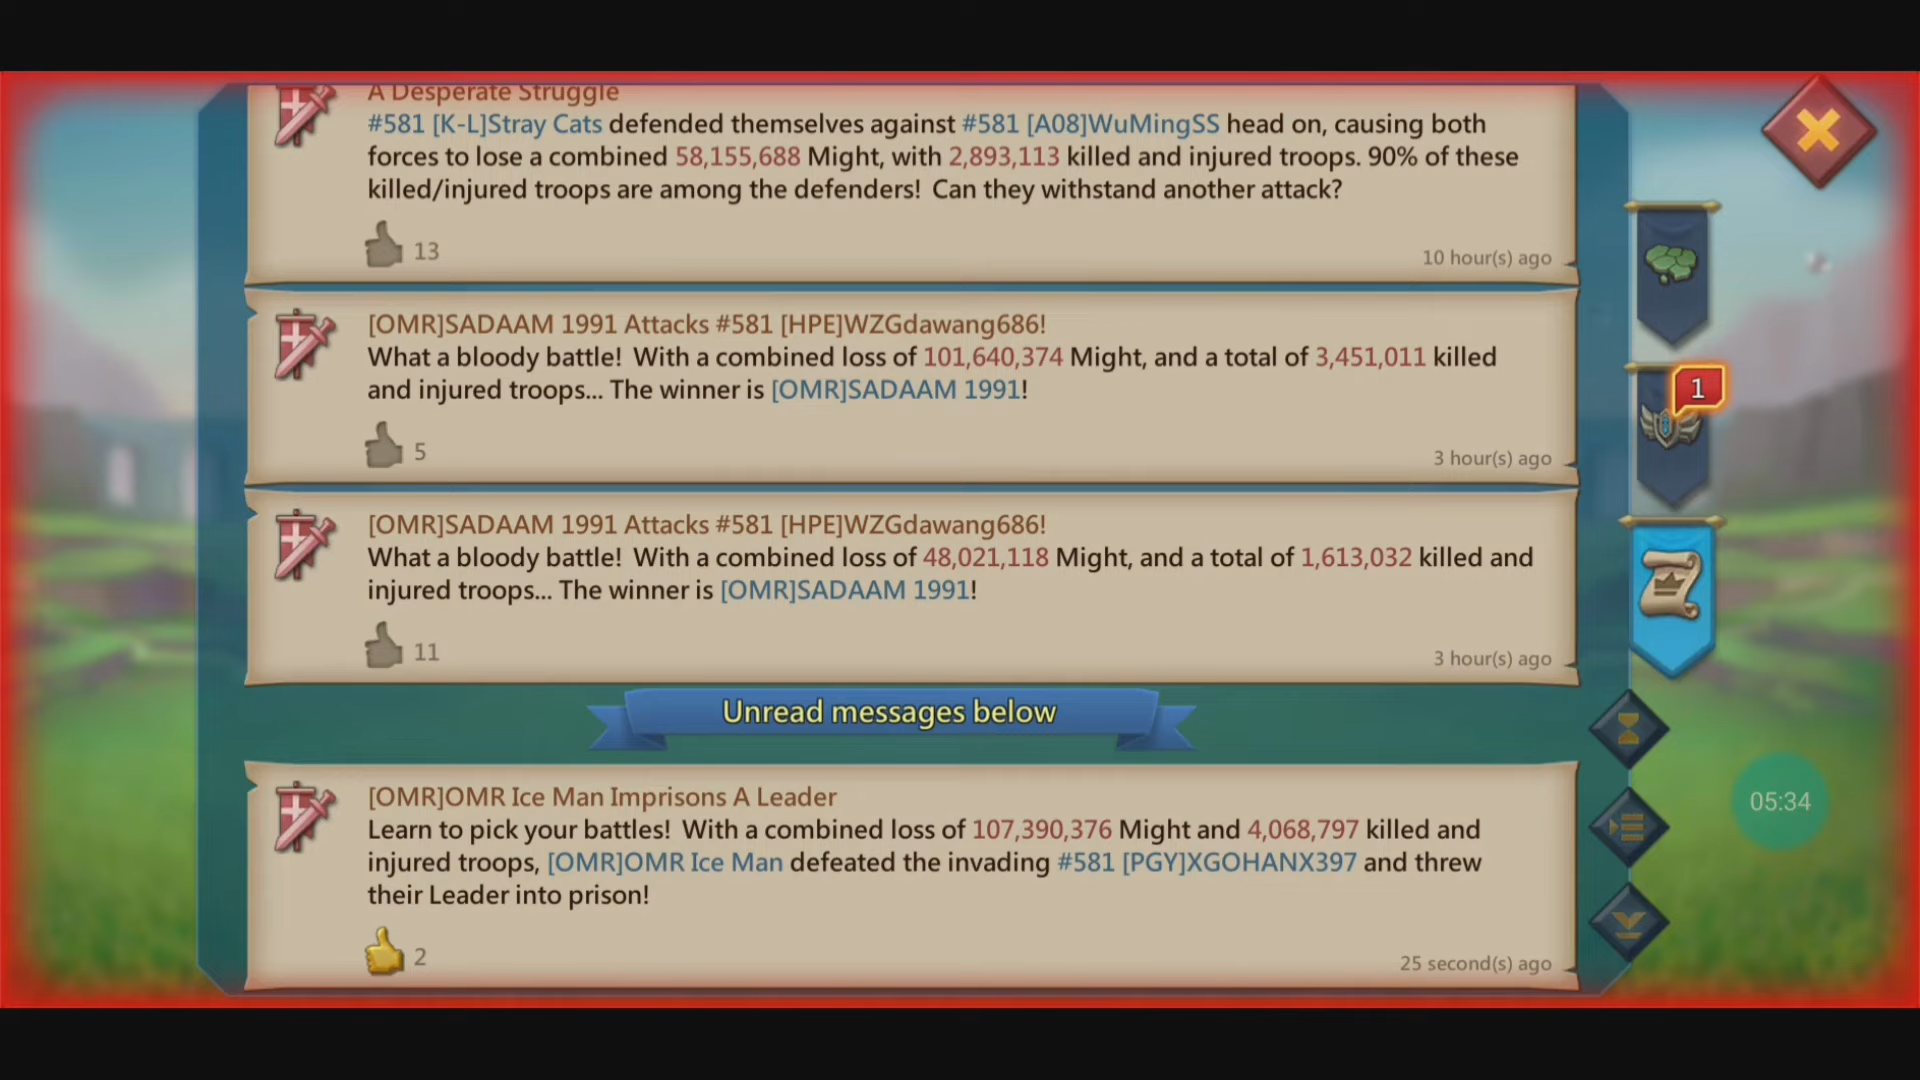 A Desperate Struggle
#581 [K-L]Stray Cats defended themselves against #581 [A08]WuMingSS head on, causing both
forces to lose a combined 58,155,688 Might, with 2,893,113 killed and injured troops. 90% of these
killed/injured troops are among the defenders! Can they withstand another attack?
13
10 hour(s) ago
[OMR]SADAAM 1991 Attacks #581 [HPE]WZGdawang686!
What a bloody battle! With a combined loss of 101,640,374 Might, and a total of 3,451,011 killed
and injured troops... The winner is [OMR]SADAAM 1991!
5
3 hour(s) ago
1
[OMR]SADAAM 1991 Attacks #581 [HPE]WZGdawang686!
What a bloody battle! With a combined loss of 48,021,118 Might, and a total of 1,613,032 killed and
injured troops... The winner is [OMR]SADAAM 1991!
11
3 hour(s) ago
Unread messages below
[OMR]OMR Ice Man Imprisons A Leader
Learn to pick your battles! With a combined loss of 107,390,376 Might and 4,068,797 killed and
injured troops, [OMR]OMR Ice Man defeated the invading #581 [PGY]XGOHANX397 and threw
their Leader into prison!
2
25 second(s) ago
05:34